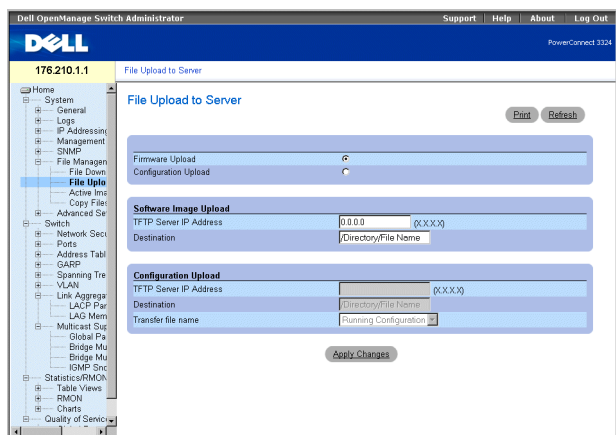 Dell OpenManage Switch Administrator
Support Help About Log Out
DELL
PowerConnect 3324
176.210.1.1
File Upload to Server
Home
System
General
Logs
IP Addressing
Management
SNMP
File Managen
File Down
File Uplo
Active Ima
Copy Files
Advanced Se
Switch
Network Secu
Ports
Address Tabl
GARP
Spanning Tre
VLAN
Link Aggrega
LACP Par
LAG Mem
Multicast Sup
Global Pa
Bridge Mu
Bridge Mu
IGMP Snc
Statistics/RMON
Table Views
RMON
Charts
Quality of Service
File Upload to Server
Print Refresh
Firmware Upload
Configuration Upload
Software Image Upload
TFTP Server IP Address 0.0.0.0 (X.X.X.X)
Destination /Directory/File Name
Configuration Upload
TFTP Server IP Address (X.X.X.X)
Destination /Directory/File Name
Transfer file name Running Configuration
Apply Changes